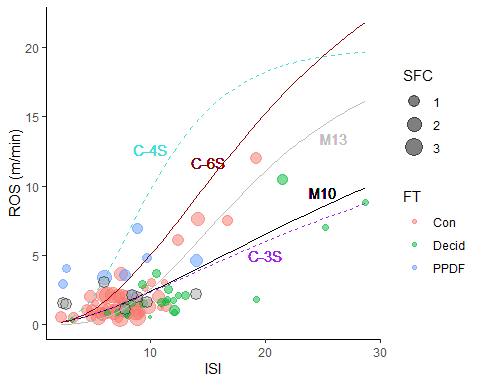 SFC
1
2
3
FT
Con
Decid
PPDF
ROS (m/min)
20
15
10
5
0
C-4S
C-6S
M13
M10
C-3S
10
20
30
ISI